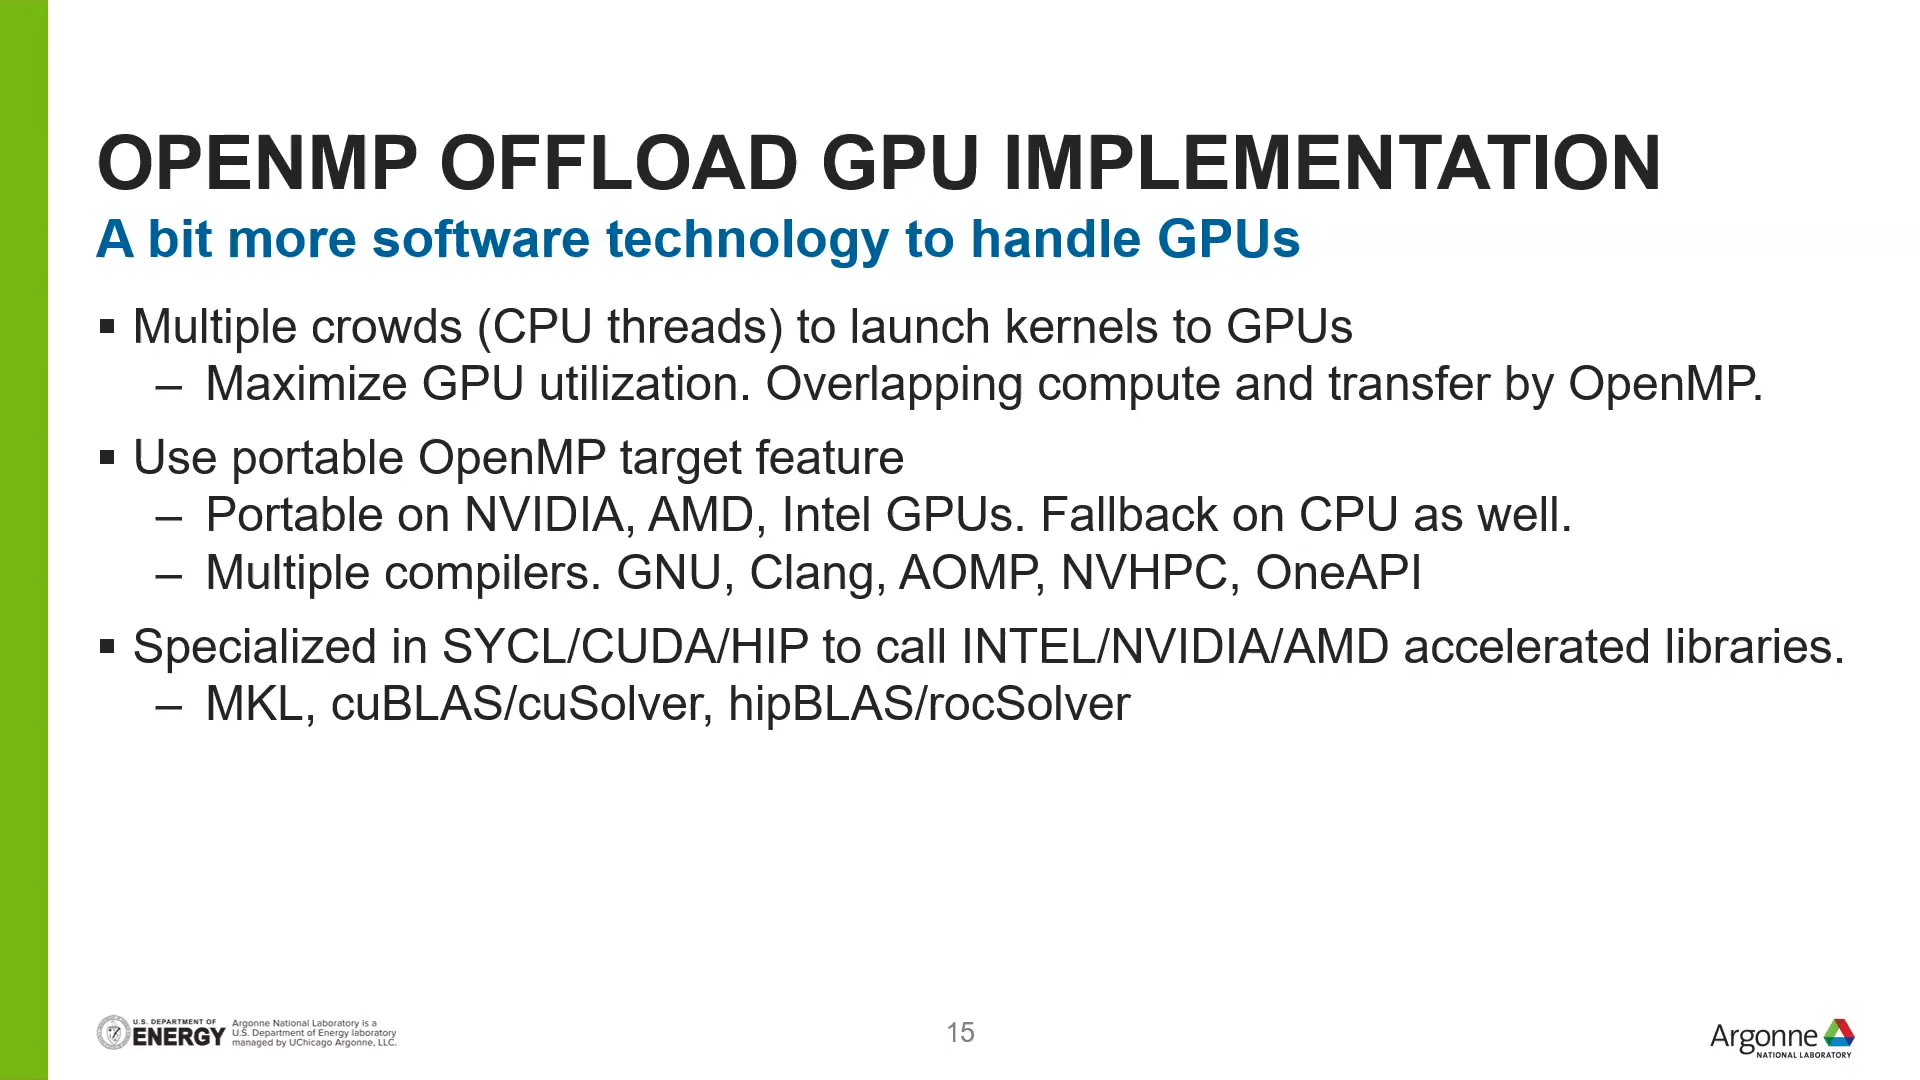 OPENMP OFFLOAD GPU IMPLEMENTATION
A bit more software technology to handle GPUs
▪ Multiple crowds (CPU threads) to launch kernels to GPUs
– Maximize GPU utilization. Overlapping compute and transfer by OpenMP.
▪ Use portable OpenMP target feature
– Portable on NVIDIA, AMD, Intel GPUs. Fallback on CPU as well.
– Multiple compilers. GNU, Clang, AOMP, NVHPC, OneAPI
▪ Specialized in SYCL/CUDA/HIP to call INTEL/NVIDIA/AMD accelerated libraries.
– MKL, cuBLAS/cuSolver, hipBLAS/rocSolver
U.S. DEPARTMENT OF
ENERGY
Argonne National Laboratory is a
U.S. Department of Energy laboratory
managed by UChicago Argonne, LLC.
15
Argonne
NATIONAL LABORATORY